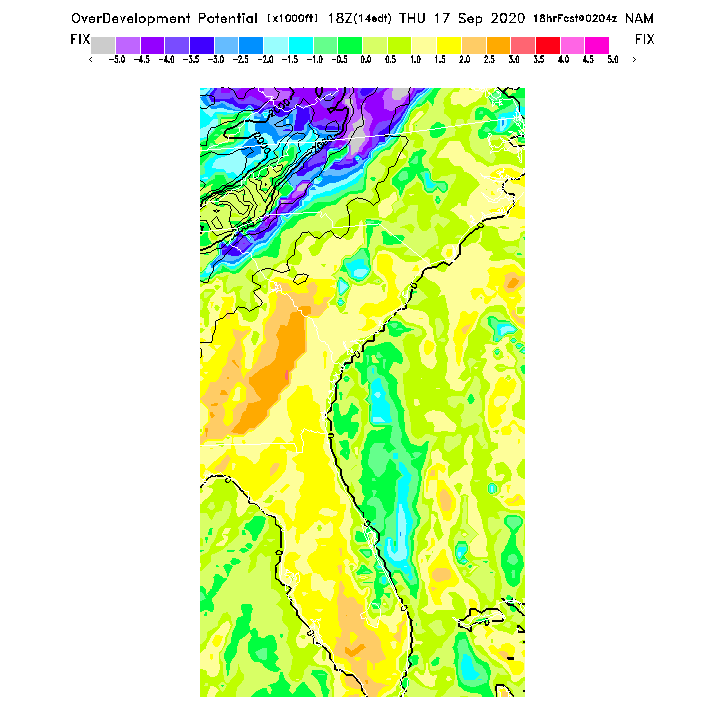 OverDevelopment Potential [x1000ft] 18Z(14edt) THU 17 Sep 2020 18hrFcst@0204z NAM
FIX FIX
< -5.0 -4.5 -4.0 -3.5 -3.0 -2.5 -2.0 -1.5 -1.0 -0.5 0.0 0.5 1.0 1.5 2.0 2.5 3.0 3.5 4.5 5.0 >